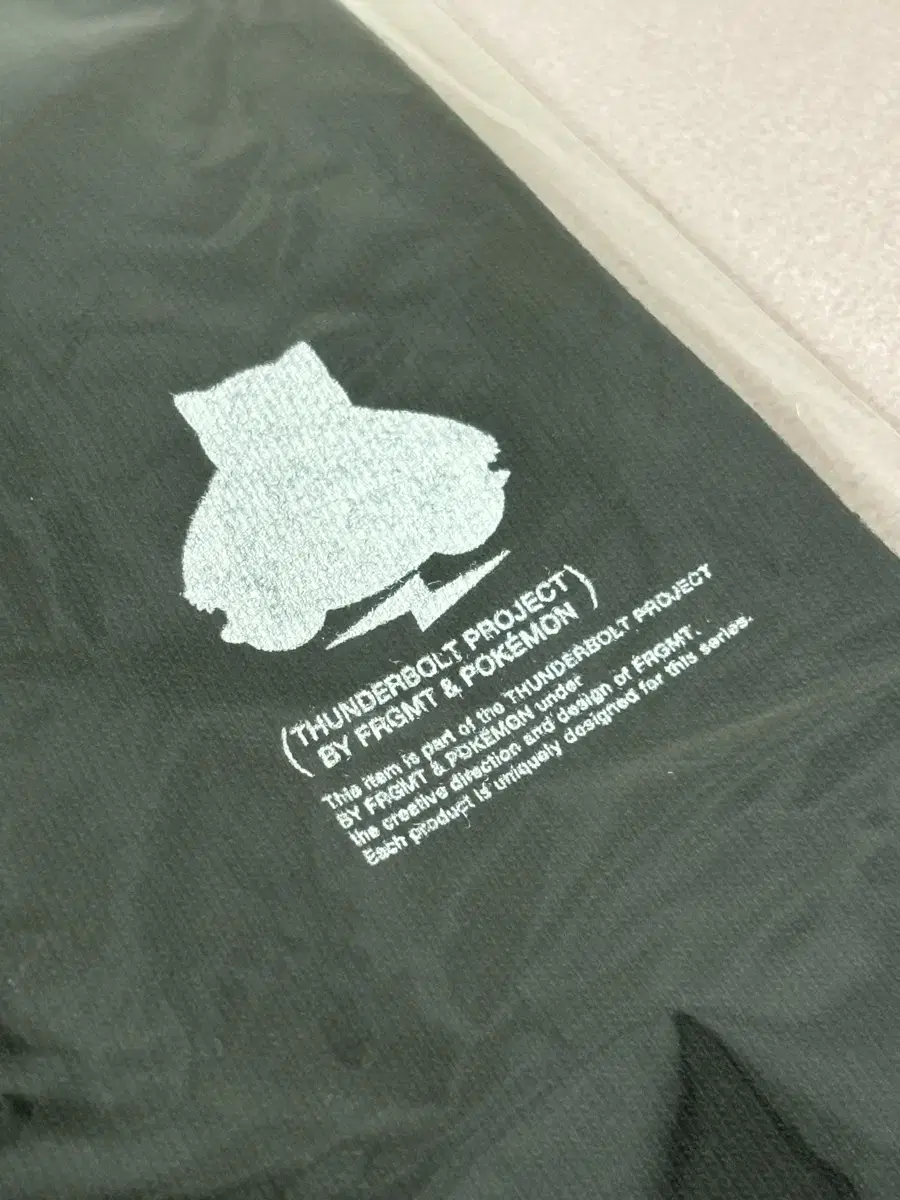 (THUNDERBOLT PROJECT)
BY FRGMT & POKÉMON
This item is part of the THUNDERBOLT PROJECT
BY FRGMT & POKÉMON under
the creative direction and design of FRGMT.
Each product is uniquely designed for this series.